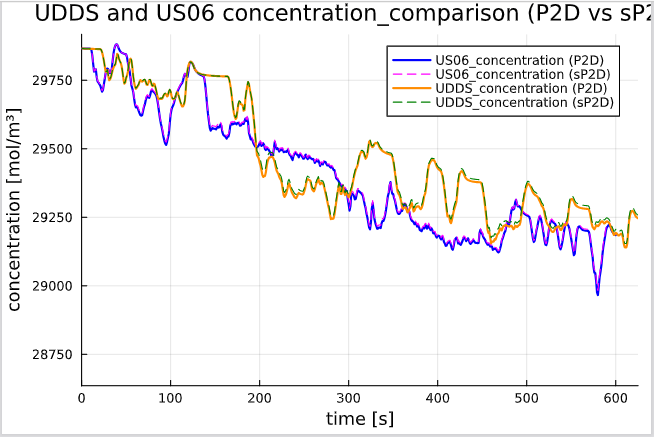 UDDS and US06 concentration_comparison (P2D vs sP2
US06_concentration (P2D)
US06_concentration (sP2D)
UDDS_concentration (P2D)
UDDS_concentration (sP2D)
concentration [mol/m³]
29750
29500
29250
29000
28750
0 100 200 300 400 500 600
time [s]